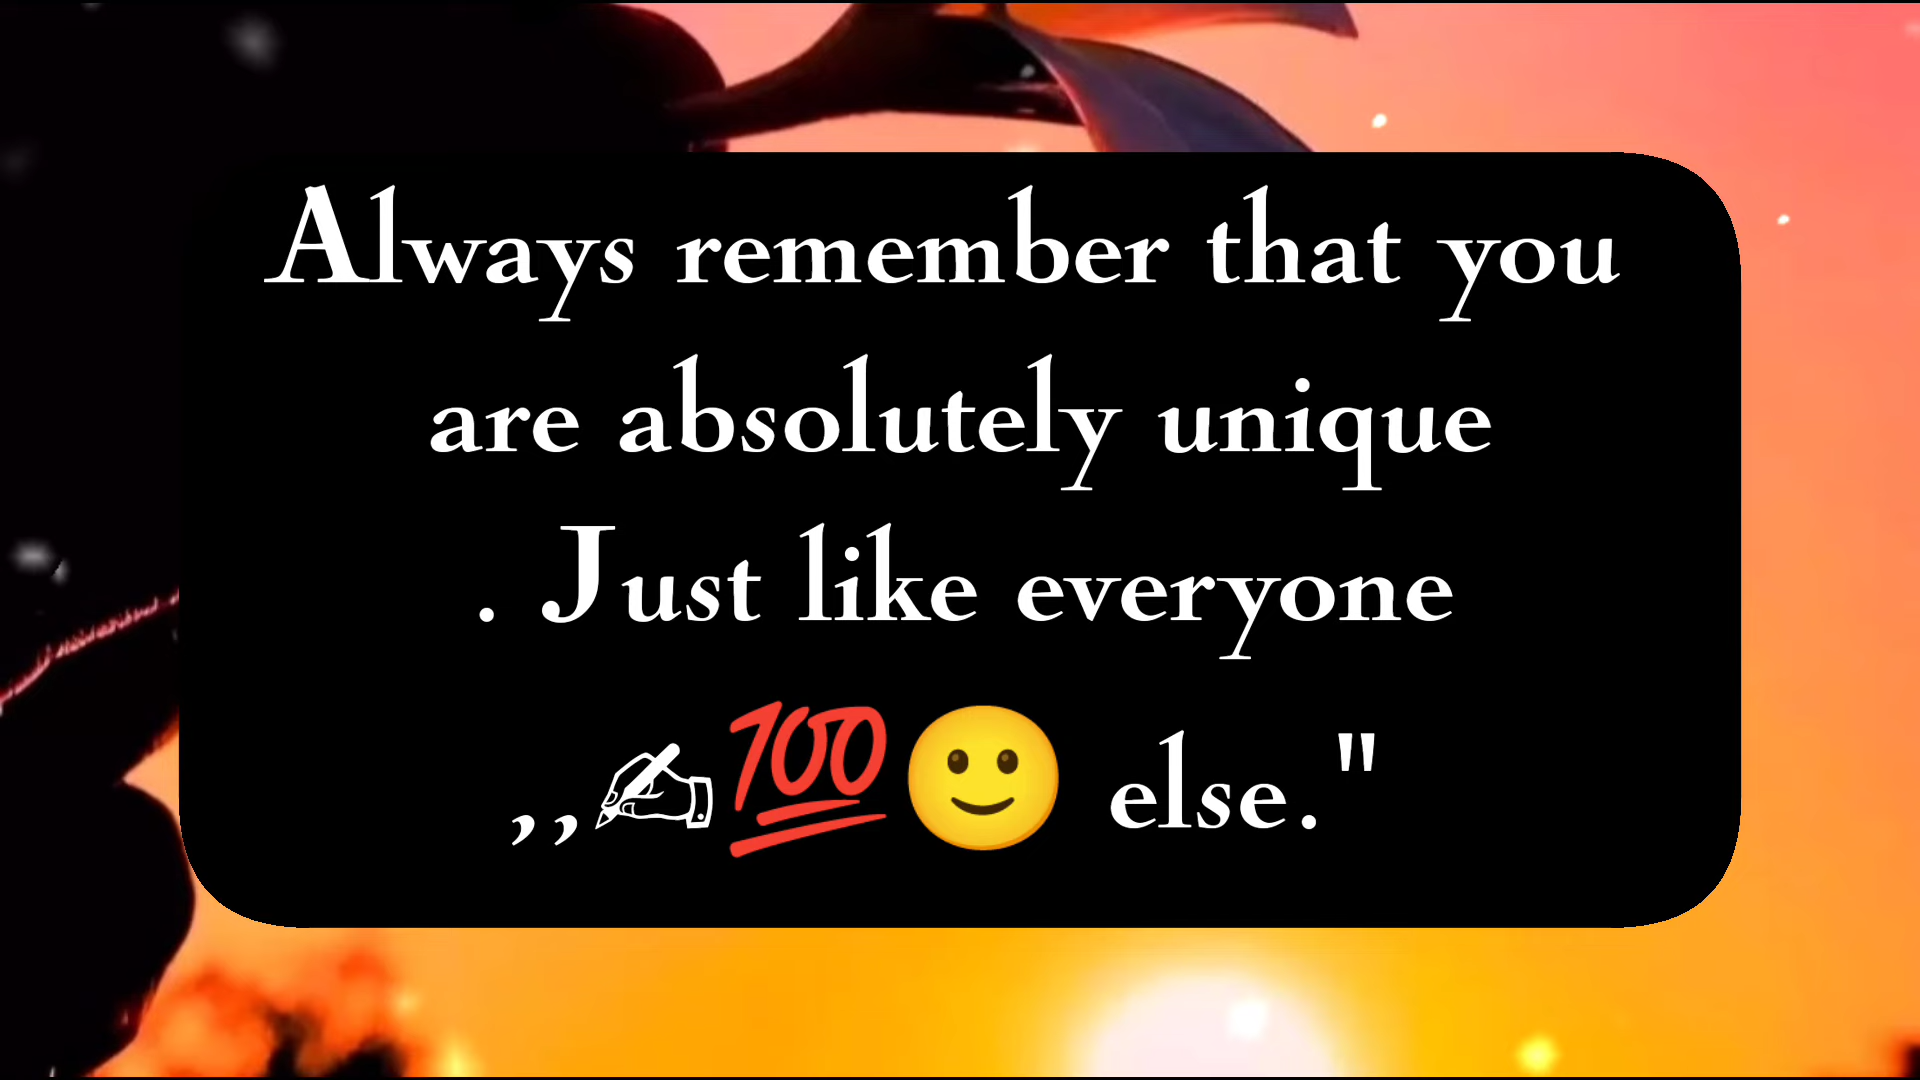 Always remember that you
are absolutely unique
. Just like everyone
,,✍💯🙂 else."